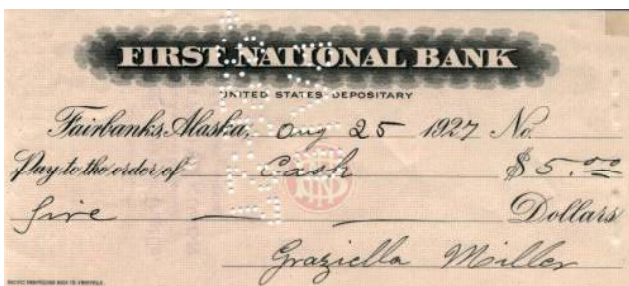 FIRST NATIONAL BANK
UNITED STATES DEPOSITARY
Fairbanks, Alaska, Aug 25 1927 No.
Pay to the order of Cash $ 5.00
five Dollars
Graziella Miller